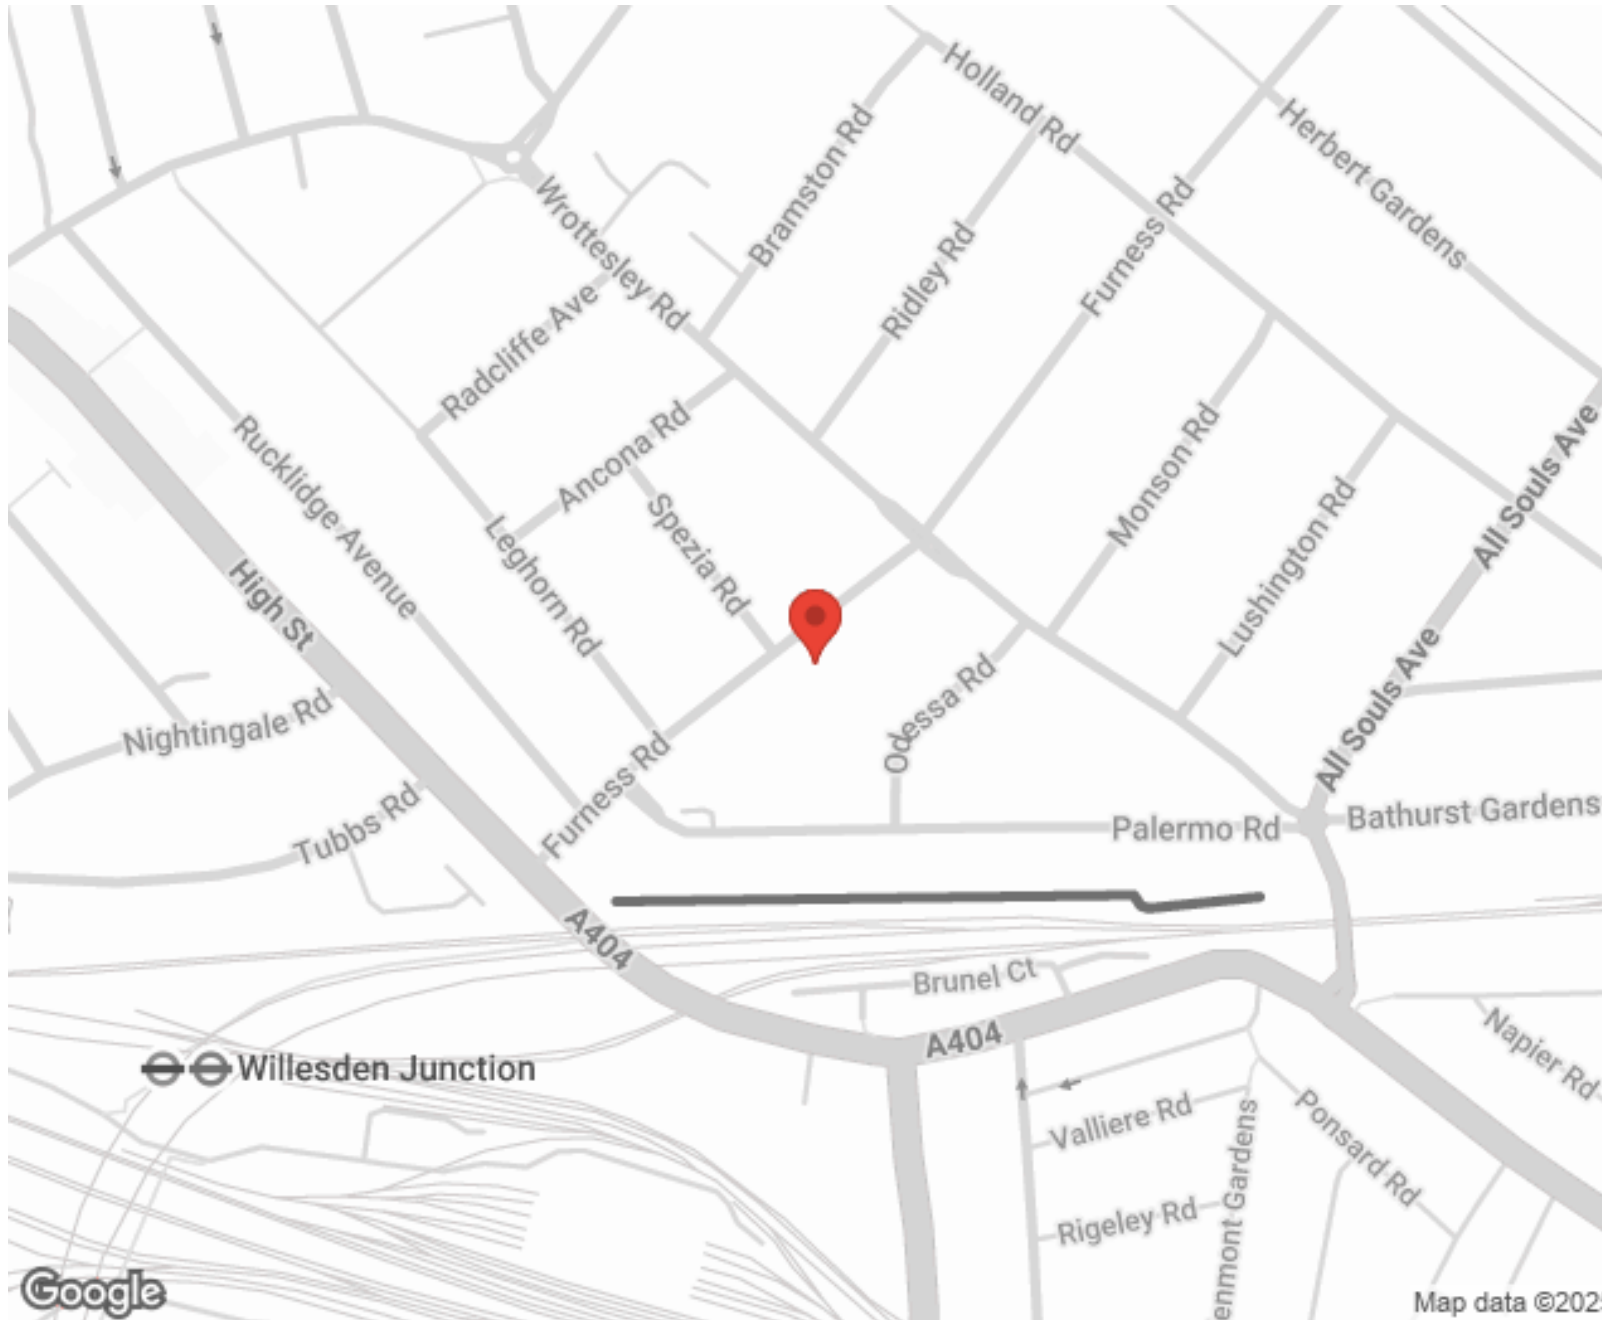 Holland Rd
Herbert Gardens
Bramston Rd
Wrottesley Rd
Ridley Rd
Furness Rd
Radcliffe Ave
Ancona Rd
Rucklidge Avenue
Monson Rd
All Souls Ave
Spezia Rd
Lushington Rd
Leghorn Rd
High St
Odessa Rd
All Souls Ave
Nightingale Rd
Furness Rd
Tubbs Rd
Palermo Rd
Bathurst Gardens
A404
Brunel Ct
A404
Napier Rd
Willesden Junction
Valliere Rd
Ponsard Rd
enmont Gardens
Rigeley Rd
Google
Map data ©202